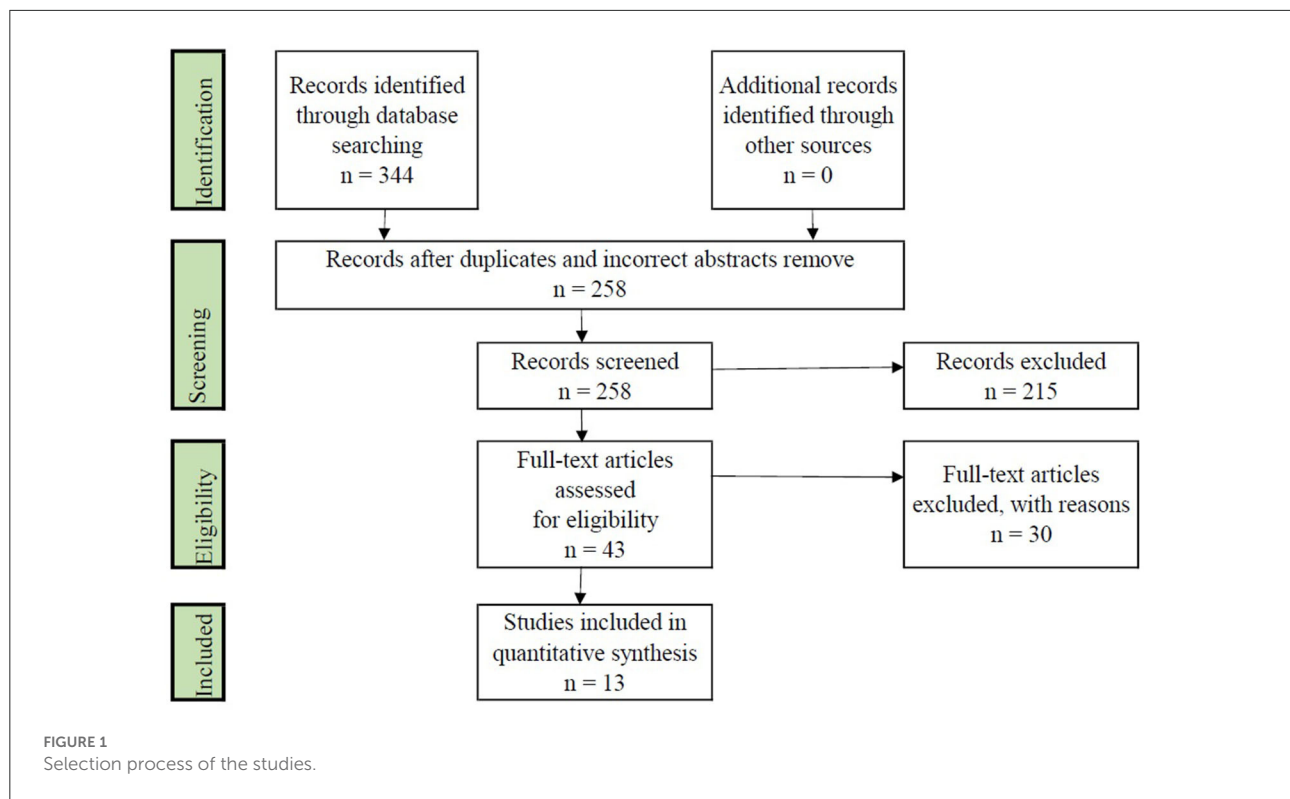 Identification
Records identified
through database
searching
n = 344
Additional records
identified through
other sources
n = 0
Screening
Records after duplicates and incorrect abstracts remove
n = 258
Records screened
n = 258
Records excluded
n = 215
Eligibility
Full-text articles
assessed
for eligibility
n = 43
Full-text articles
excluded, with reasons
n = 30
Included
Studies included in
quantitative synthesis
n = 13
FIGURE 1
Selection process of the studies.